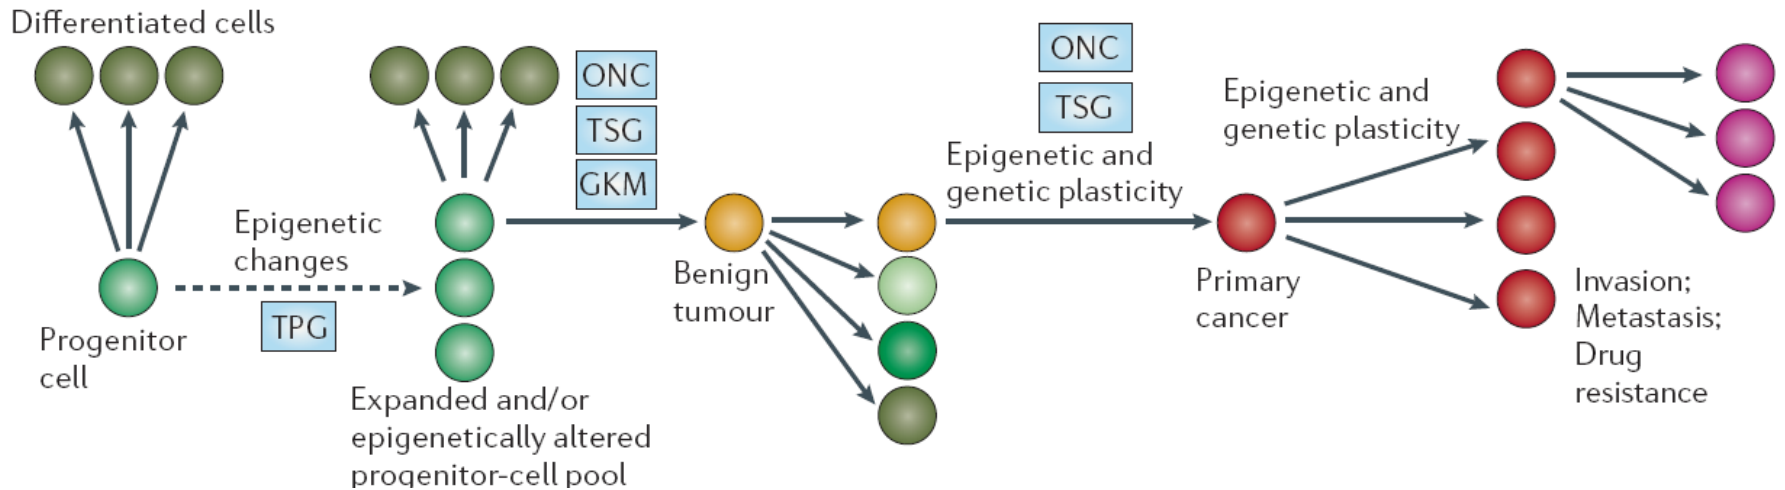 Differentiated cells
Progenitor
cell
Epigenetic
changes
TPG
Expanded and/or
epigenetically altered
progenitor-cell pool
ONC
TSG
GKM
Benign
tumour
ONC
TSG
Epigenetic and
genetic plasticity
Primary
cancer
Epigenetic and
genetic plasticity
Invasion;
Metastasis;
Drug
resistance